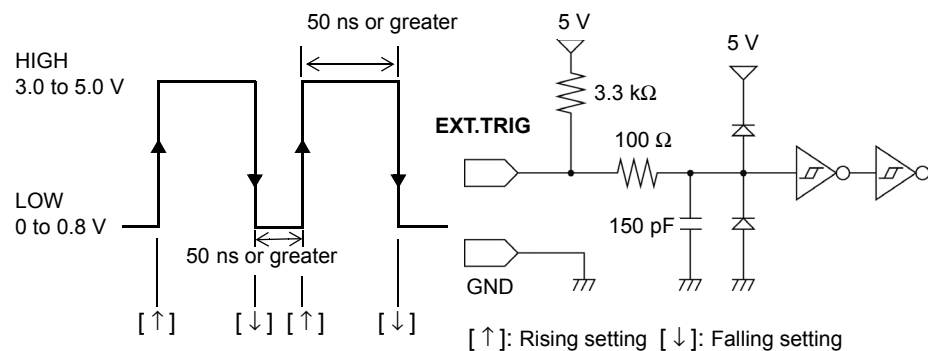 50 ns or greater
HIGH
3.0 to 5.0 V
LOW
0 to 0.8 V
50 ns or greater
[ ↑ ] [ ↓ ] [ ↑ ] [ ↓ ]
5 V
5 V
3.3 kΩ
EXT.TRIG
100 Ω
150 pF
GND
[ ↑ ]: Rising setting [ ↓ ]: Falling setting